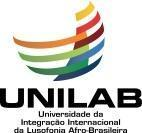 UNILAB
Universidade da
Integração Internacional
da Lusofonia Afro-Brasileira